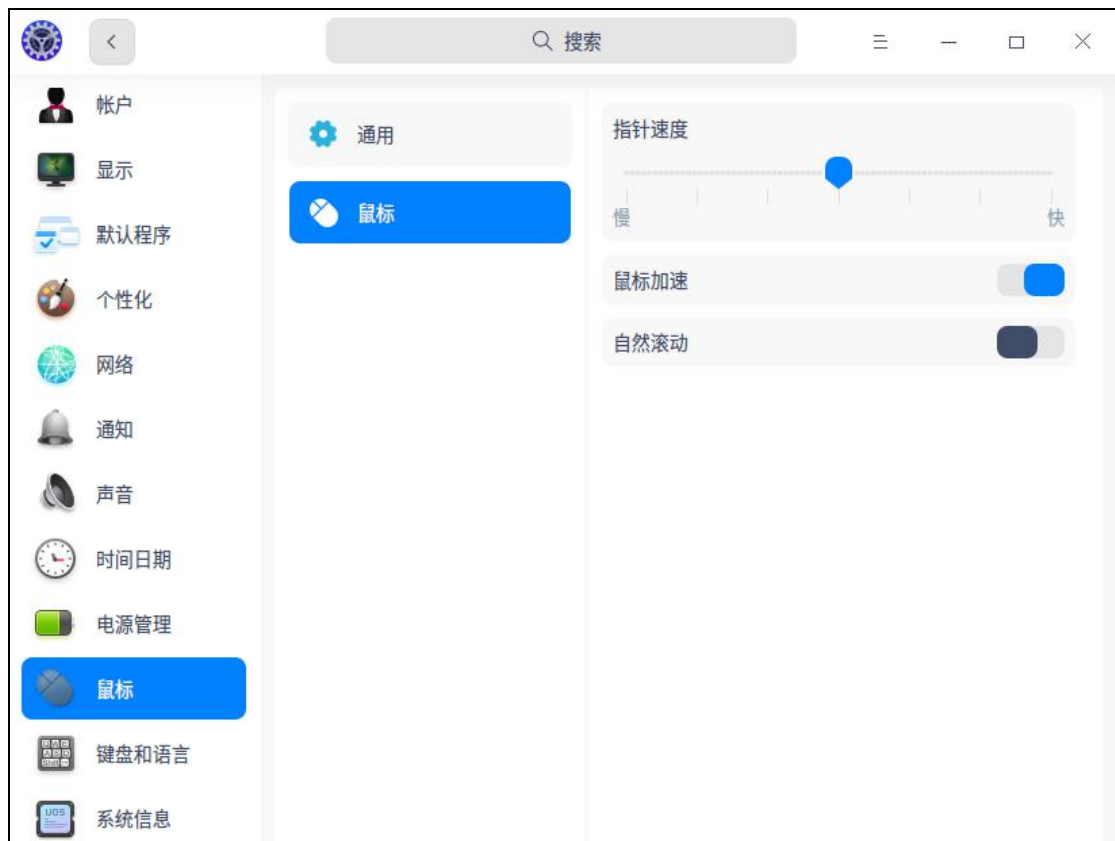 搜索
帐户
显示
默认程序
个性化
网络
通知
声音
时间日期
电源管理
鼠标
键盘和语言
UOS
系统信息
通用
鼠标
指针速度
慢
快
鼠标加速
自然滚动